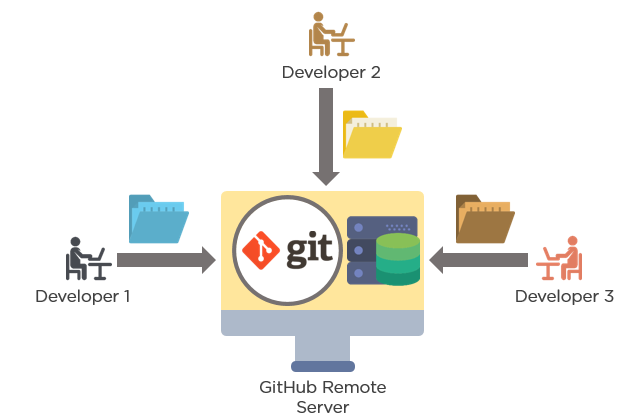 Developer 2
git
Developer 1
Developer 3
GitHub Remote
Server